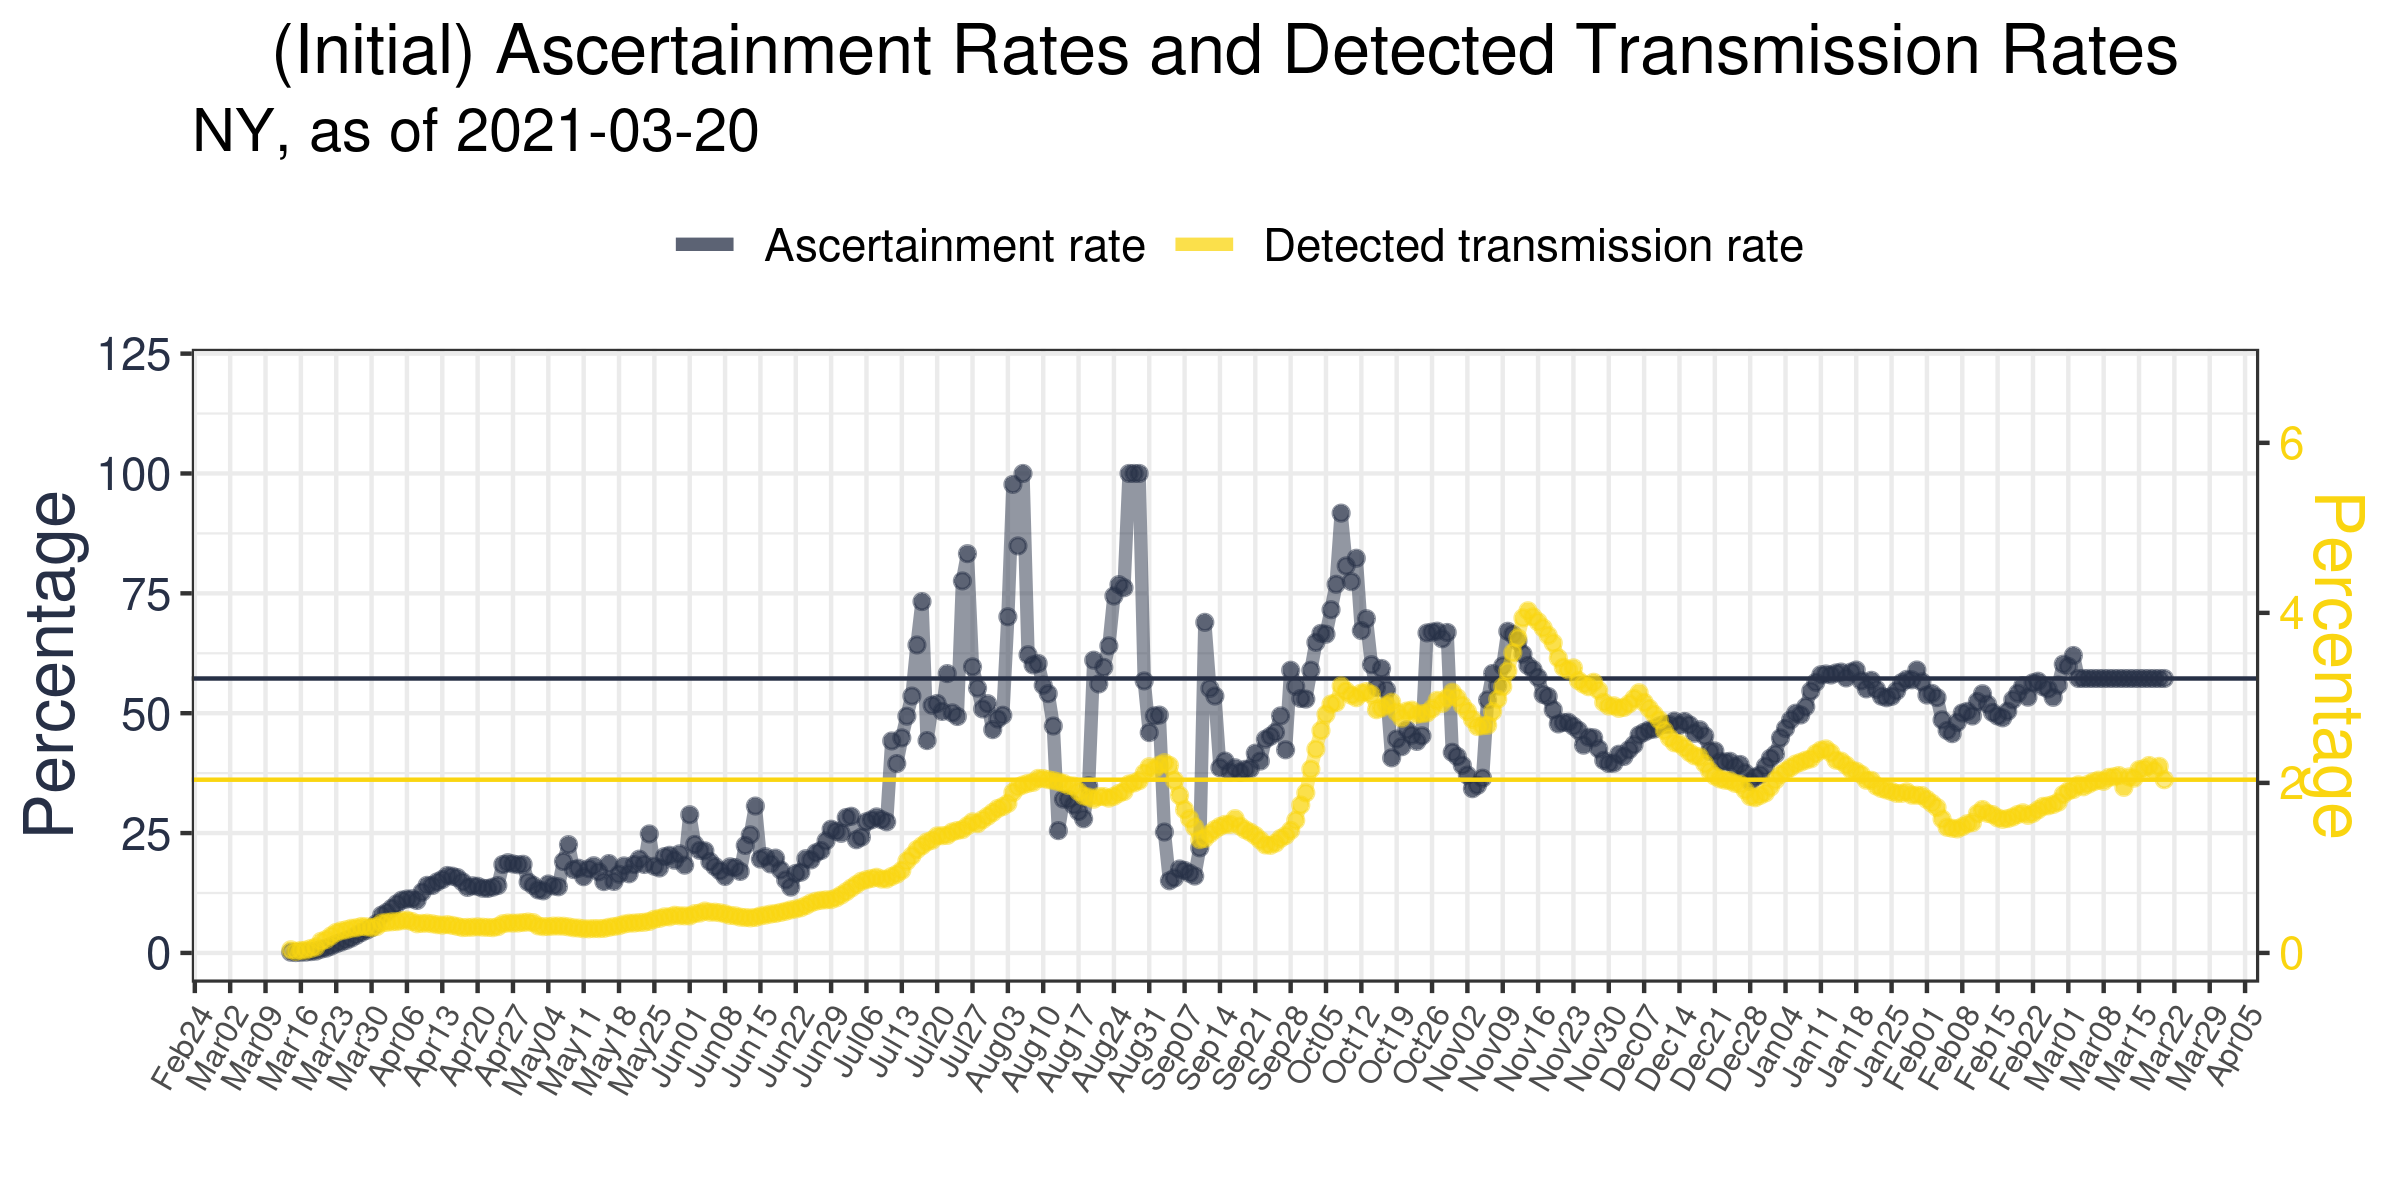 (Initial) Ascertainment Rates and Detected Transmission Rates
NY, as of 2021-03-20
Ascertainment rate
Detected transmission rate
Percentage
125
100
75
50
25
0
6
4
2
0
Percentage
Feb24
Mar02
Mar09
Mar16
Mar23
Mar30
Apr06
Apr13
Apr20
Apr27
May04
May11
May18
May25
Jun01
Jun08
Jun15
Jun22
Jun29
Jul06
Jul13
Jul20
Jul27
Aug03
Aug10
Aug17
Aug24
Aug31
Sep07
Sep14
Sep21
Sep28
Oct05
Oct12
Oct19
Oct26
Nov02
Nov09
Nov16
Nov23
Nov30
Dec07
Dec14
Dec21
Dec28
Jan04
Jan11
Jan18
Jan25
Feb01
Feb08
Feb15
Feb22
Mar01
Mar08
Mar15
Mar22
Mar29
Apr05